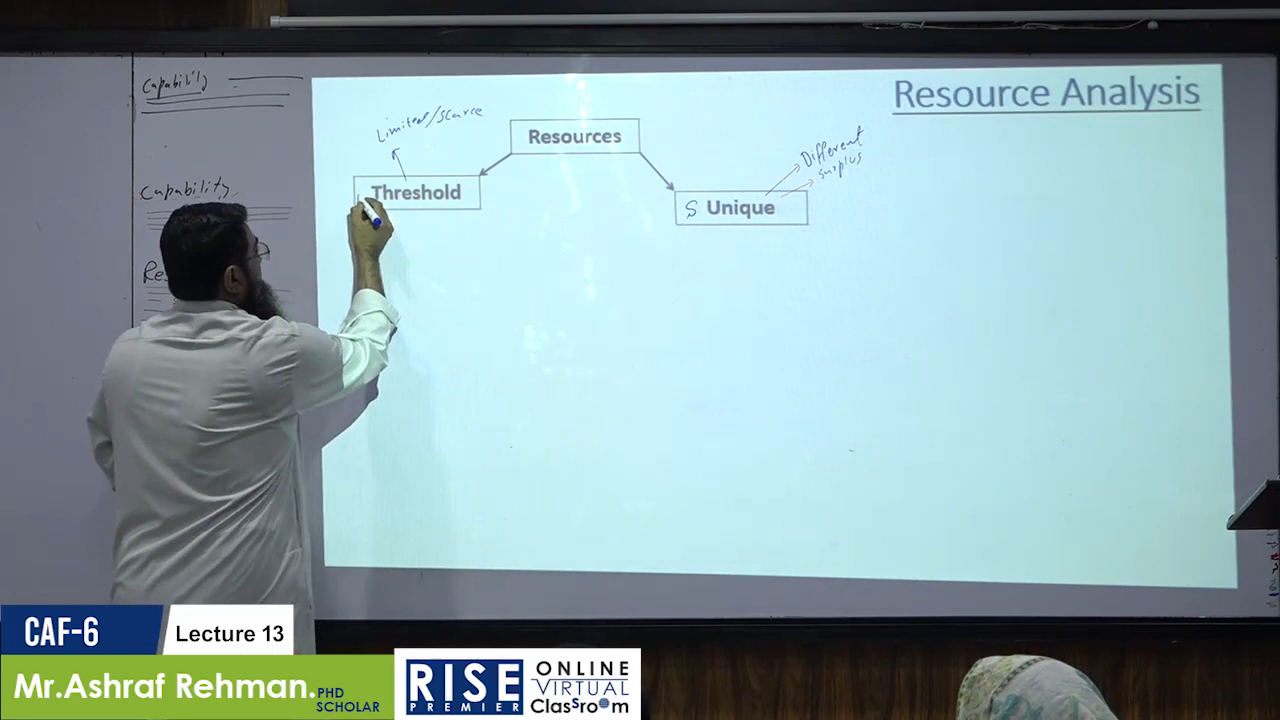 Capability
Capability
Re
Resource Analysis
Limited/Scarce
Resources
Different
surplus
Threshold
S Unique
CAF-6
Lecture 13
Mr.Ashraf Rehman. PHD
SCHOLAR
RISE
PREMIER
ONLINE
VIRTUAL
Classroom